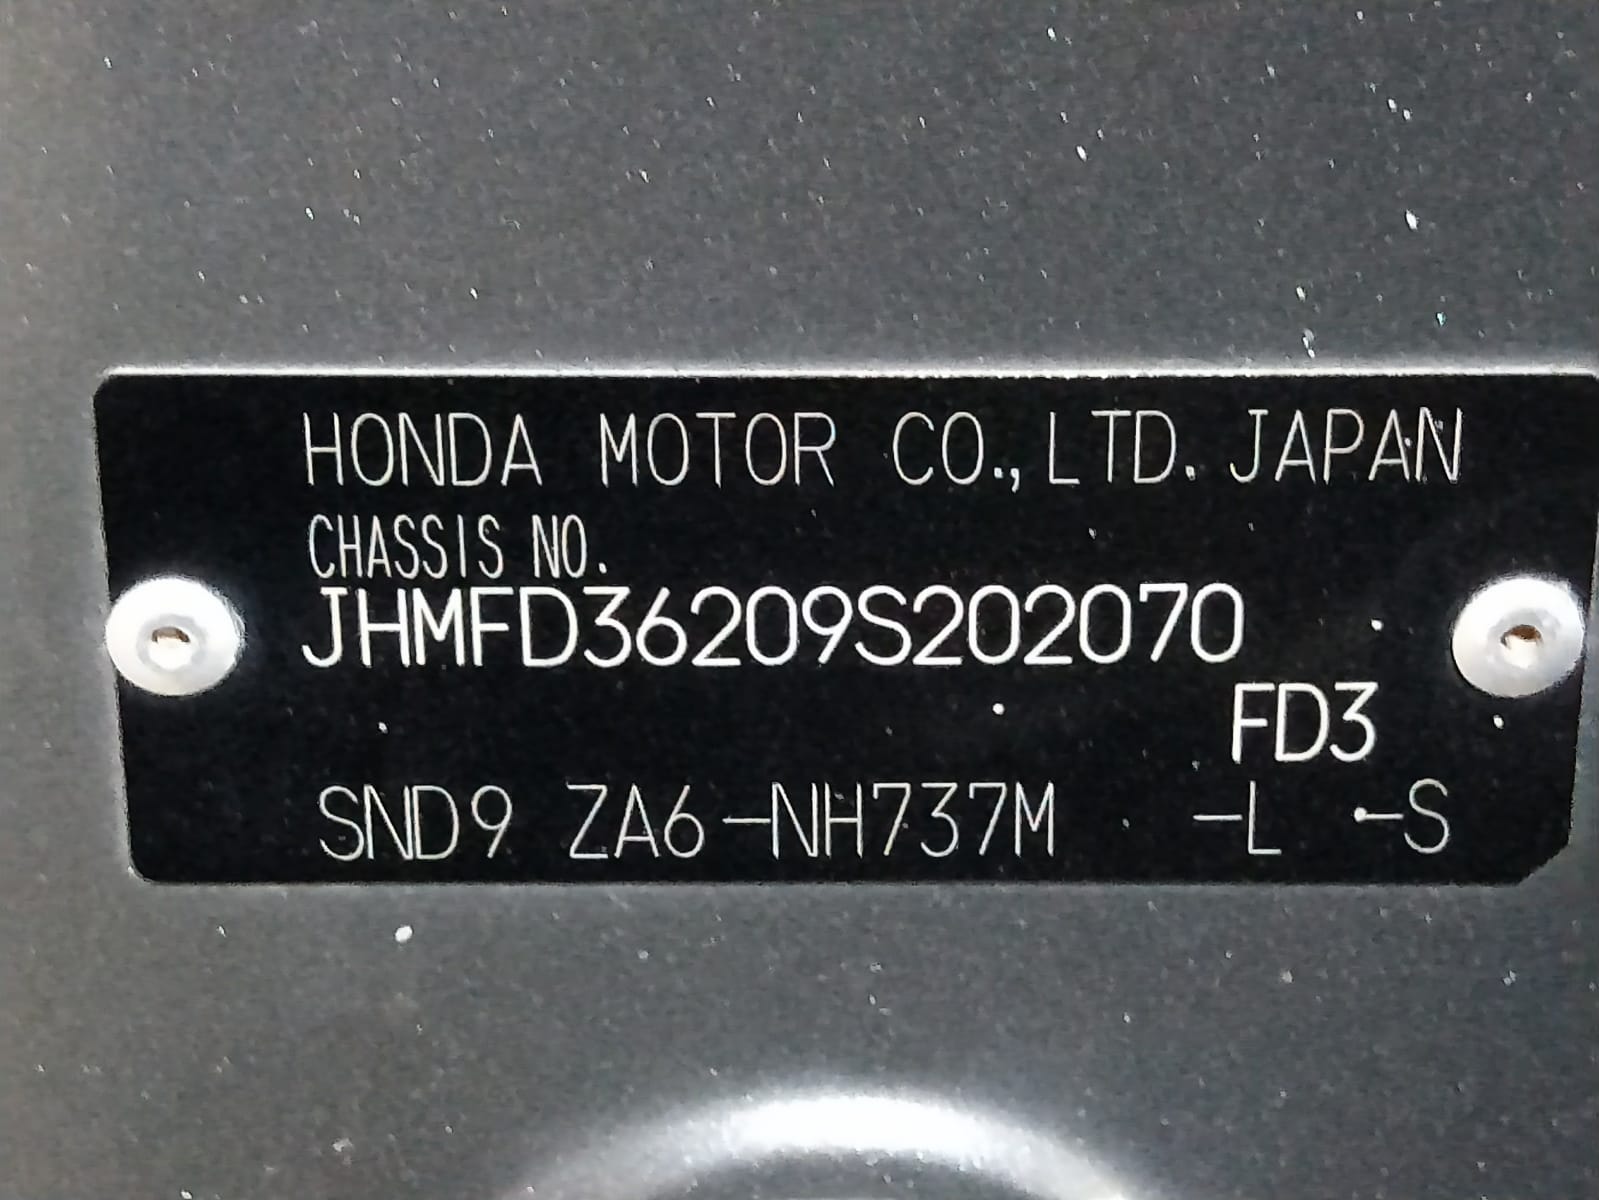 HONDA MOTOR CO., LTD. JAPAN
CHASSIS NO.
JHMFD36209S202070
FD3
SND9 ZA6-NH737M -L -S